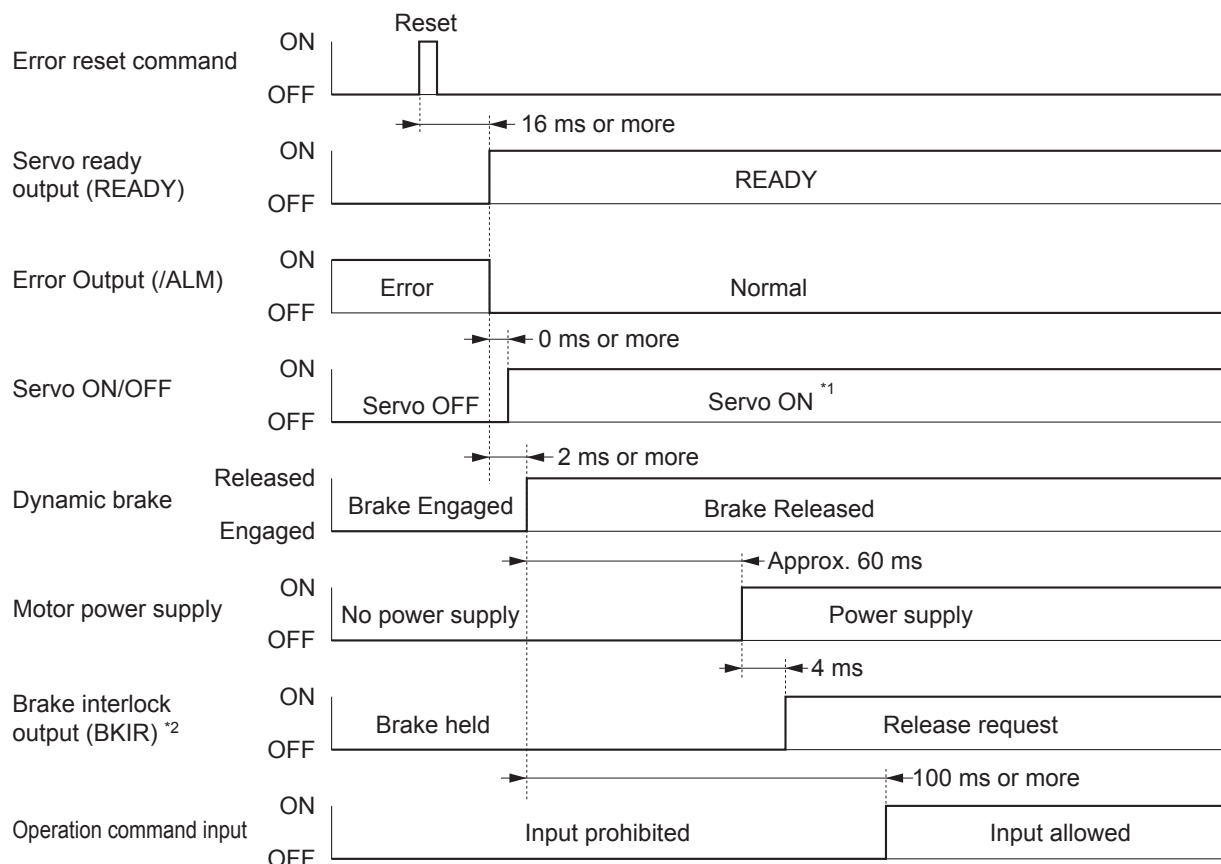 Reset
Error reset command
ON
OFF
16 ms or more
Servo ready
output (READY)
ON
OFF
READY
Error Output (/ALM)
ON
OFF
Error
Normal
0 ms or more
Servo ON/OFF
ON
OFF
Servo OFF
Servo ON *1
2 ms or more
Dynamic brake
Released
Engaged
Brake Engaged
Brake Released
Approx. 60 ms
Motor power supply
ON
OFF
No power supply
Power supply
4 ms
Brake interlock
output (BKIR) *2
ON
OFF
Brake held
Release request
100 ms or more
Operation command input
ON
OFF
Input prohibited
Input allowed